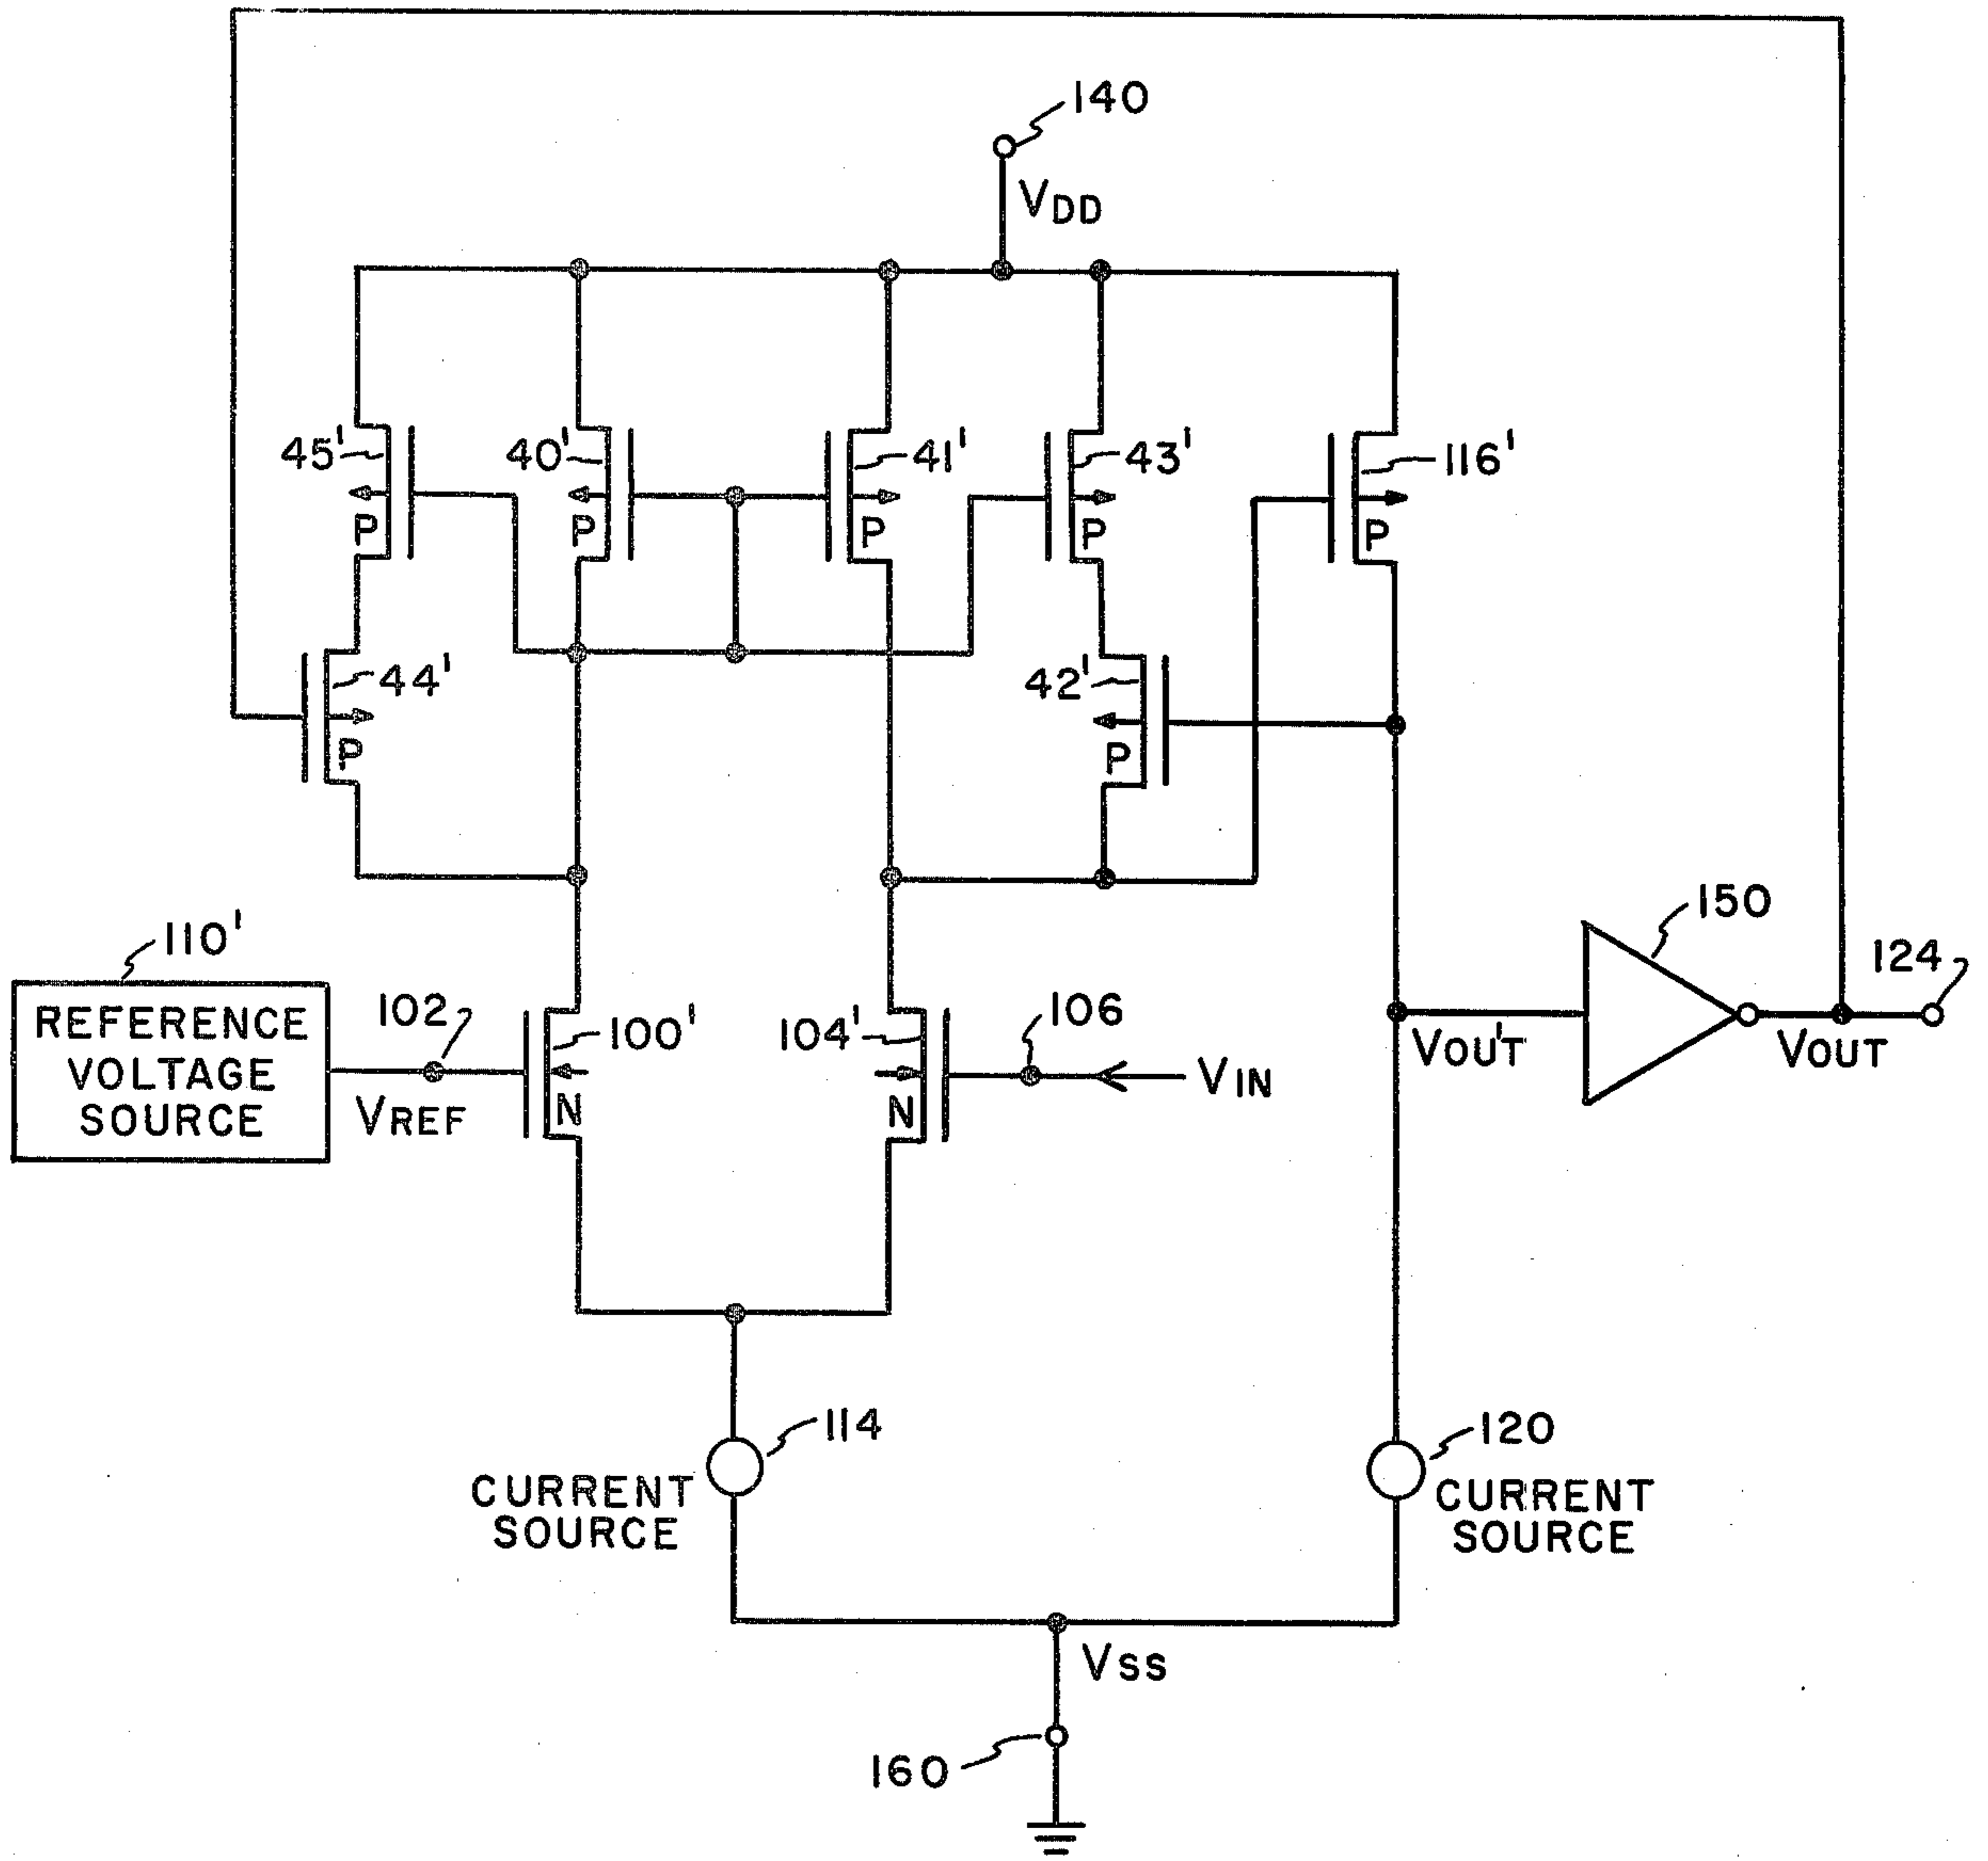 140
VDD
45'
40'
41'
43'
116'
P
P
P
P
P
44'
42'
P
P
110'
150
124
REFERENCE
VOLTAGE
SOURCE
102
100'
104'
106
VREF
N
N
VIN
VOUT'
VOUT
114
CURRENT
SOURCE
120
CURRENT
SOURCE
VSS
160